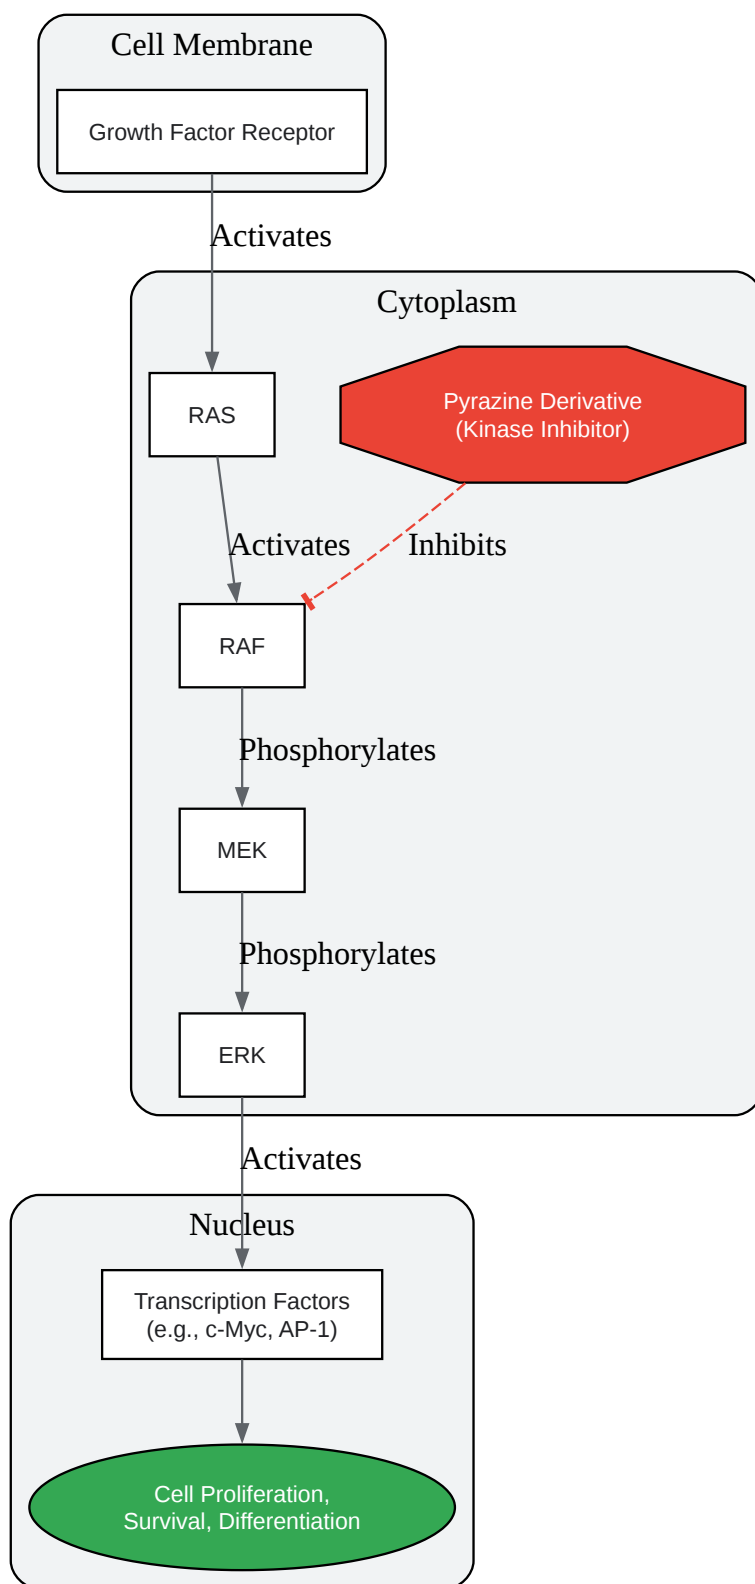 Cell Membrane
Growth Factor Receptor
Activates
Cytoplasm
RAS
Pyrazine Derivative
(Kinase Inhibitor)
Activates
Inhibits
RAF
Phosphorylates
MEK
Phosphorylates
ERK
Activates
Nucleus
Transcription Factors
(e.g., c-Myc, AP-1)
Cell Proliferation,
Survival, Differentiation